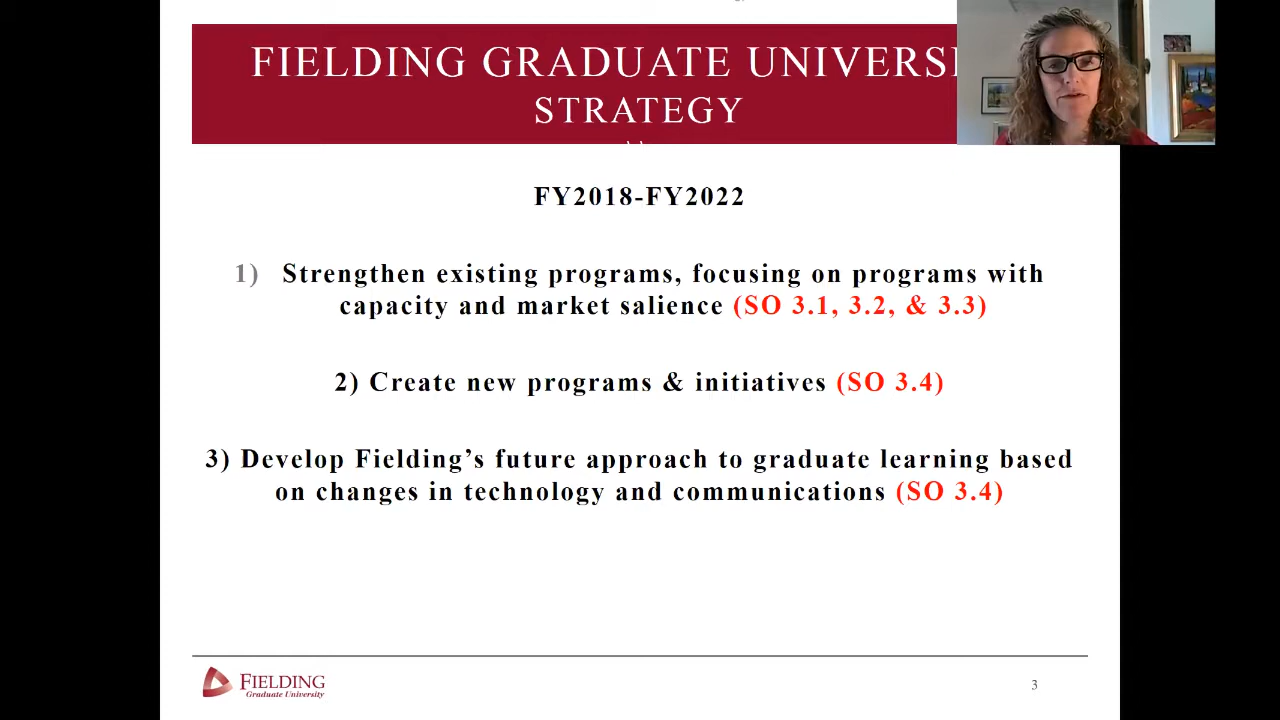 FIELDING GRADUATE UNIVERSI
STRATEGY
FY2018-FY2022
1) Strengthen existing programs, focusing on programs with
capacity and market salience (SO 3.1, 3.2, & 3.3)
2) Create new programs & initiatives (SO 3.4)
3) Develop Fielding’s future approach to graduate learning based
on changes in technology and communications (SO 3.4)
FIELDING
Graduate University
3